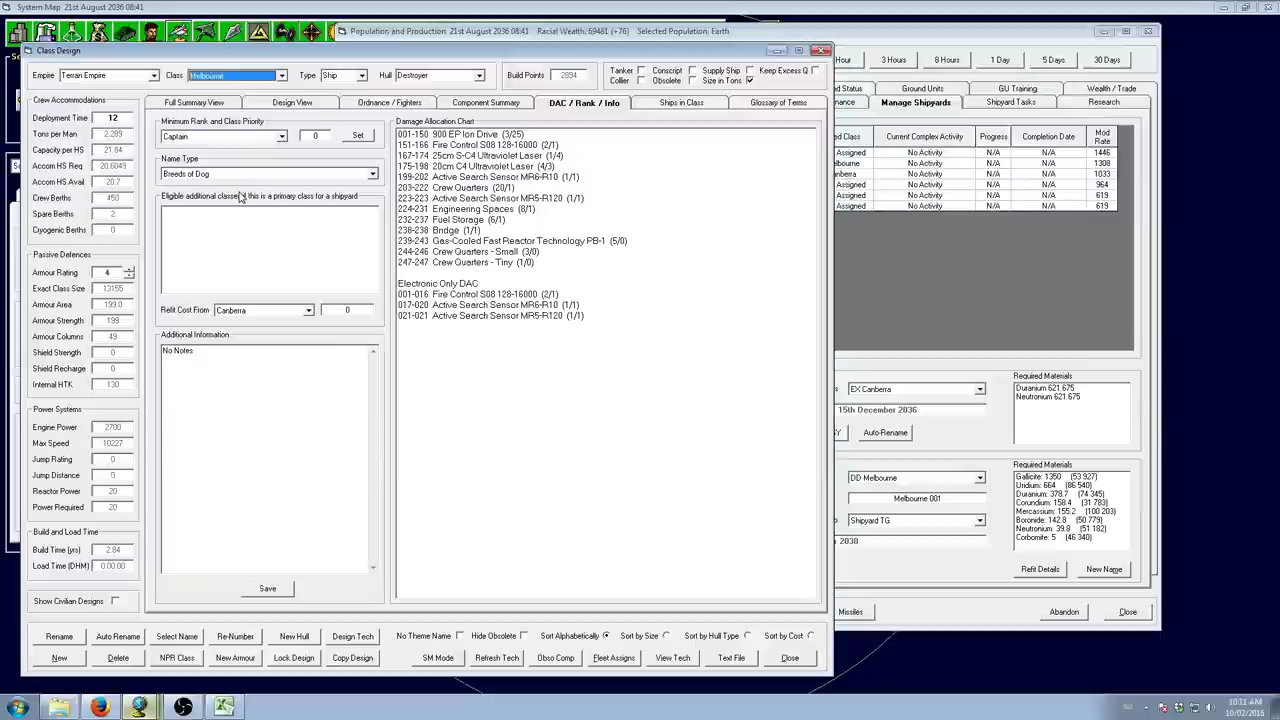 System Map   21st August 2036 08:41
Population and Production   21st August 2036 08:41   Racial Wealth: 69481 (+76)   Selected Population: Earth
Class Design
Empire
Terran Empire
Class
Melbourne
Type
Ship
Hull
Destroyer
Build Points
2894
Tanker
Conscript
Supply Ship
Keep Excess Q
Collier
Obsolete
Size in Tons
Hour
3 Hours
8 Hours
1 Day
5 Days
30 Days
Crew Accommodations
Deployment Time 12
Tons per Man 2.289
Capacity per HS 21.84
Accom HS Req 20.6049
Accom HS Avail 20.7
Crew Berths 450
Spare Berths 2
Cryogenic Berths 0
Passive Defences
Armour Rating 4
Exact Class Size 13155
Armour Area 199.0
Armour Strength 199
Armour Columns 49
Shield Strength 0
Shield Recharge 0
Internal HTK 130
Power Systems
Engine Power 2700
Max Speed 10227
Jump Rating 0
Jump Distance 0
Reactor Power 20
Power Required 20
Build and Load Time
Build Time (yrs) 2.84
Load Time (DHM) 0:00:00
Show Civilian Designs
Full Summary View
Design View
Ordnance / Fighters
Component Summary
DAC / Rank / Info
Ships in Class
Glossary of Terms
Minimum Rank and Class Priority
Captain
0
Set
Name Type
Breeds of Dog
this is a primary class for a shipyard
Refit Cost From
Canberra
0
Additional Information
No Notes
Save
Damage Allocation Chart
001-150 900 EP Ion Drive (3/25)
151-166 Fire Control S08 128-16000 (2/1)
167-174 25cm S-C4 Ultraviolet Laser (1/4)
175-198 20cm C4 Ultraviolet Laser (4/3)
199-202 Active Search Sensor MR6-R10 (1/1)
203-222 Crew Quarters (20/1)
223-223 Active Search Sensor MR5-R120 (1/1)
224-231 Engineering Spaces (8/1)
232-237 Fuel Storage (6/1)
238-238 Bridge (1/1)
239-243 Gas-Cooled Fast Reactor Technology PB-1 (5/0)
244-246 Crew Quarters - Small (3/0)
247-247 Crew Quarters - Tiny (1/0)
Electronic Only DAC
001-016 Fire Control S08 128-16000 (2/1)
017-020 Active Search Sensor MR6-R10 (1/1)
021-021 Active Search Sensor MR5-R120 (1/1)
Status
Ground Units
GU Training
Wealth / Trade
Manage Shipyards
Shipyard Tasks
Research
Class
Current Complex Activity
Progress
Completion Date
Mod Rate
Assigned No Activity N/A N/A 1446
No Activity N/A N/A 1308
No Activity N/A N/A 1033
Assigned No Activity N/A N/A 964
Assigned No Activity N/A N/A 619
Assigned No Activity N/A N/A 619
EX Canberra
15th December 2036
Auto-Rename
Required Materials
Duranium 621.675
Neutronium 621.675
DD Melbourne
Melbourne 001
Shipyard TG
2038
Required Materials
Gallicite: 1350 (53 927)
Uridium: 664 (86 540)
Duranium: 378.7 (74 345)
Corundium: 158.4 (31 783)
Mercassium: 155.2 (100 203)
Boronide: 142.8 (50 779)
Neutronium: 39.8 (51 182)
Corbomite: 5 (46 340)
Refit Details
New Name
Missiles
Abandon
Close
Rename
Auto Rename
Select Name
Re-Number
New Hull
Design Tech
No Theme Name
Hide Obsolete
Sort Alphabetically
Sort by Size
Sort by Hull Type
Sort by Cost
New
Delete
NPR Class
New Armour
Lock Design
Copy Design
SM Mode
Refresh Tech
Obso Comp
Fleet Assigns
View Tech
Text File
Close
10:11 AM
10/02/2016